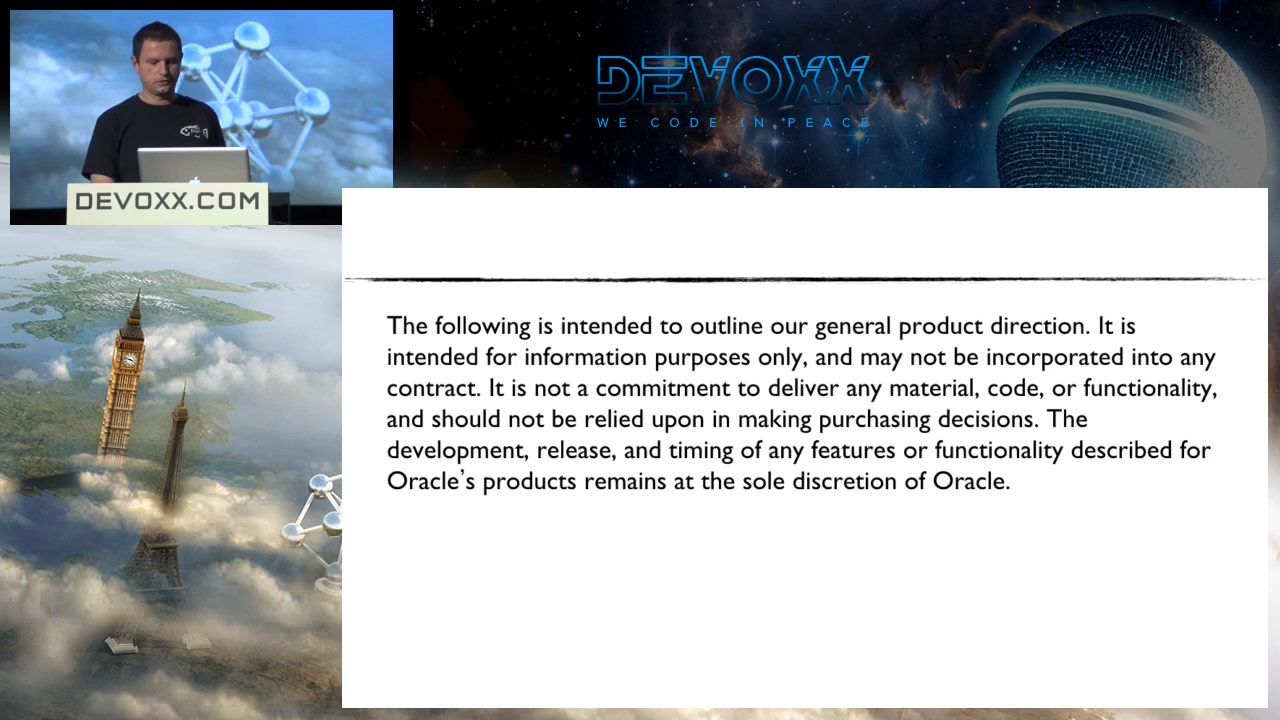 DEVOXX
WE CODE IN PEACE
DEVOXX.COM
The following is intended to outline our general product direction. It is
intended for information purposes only, and may not be incorporated into any
contract. It is not a commitment to deliver any material, code, or functionality,
and should not be relied upon in making purchasing decisions. The
development, release, and timing of any features or functionality described for
Oracle’s products remains at the sole discretion of Oracle.